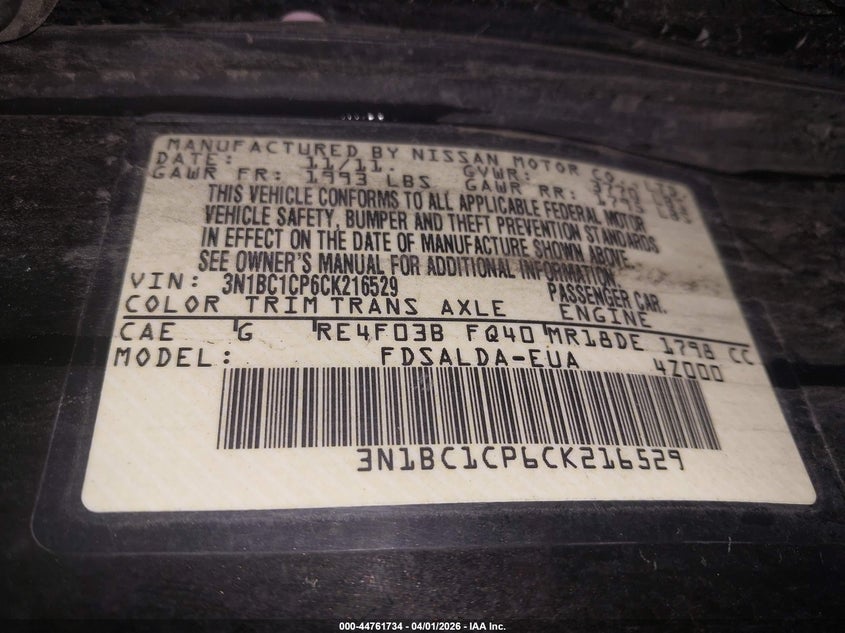 MANUFACTURED BY NISSAN MOTOR CO.
DATE: 11/11. GVWR:
GAWR FR: 1993 LBS GAWR RR:
THIS VEHICLE CONFORMS TO ALL APPLICABLE FEDERAL MOTOR
VEHICLE SAFETY, BUMPER AND THEFT PREVENTION STANDARDS
IN EFFECT ON THE DATE OF MANUFACTURE SHOWN ABOVE.
SEE OWNER'S MANUAL FOR ADDITIONAL INFORMATION.
VIN: 3N1BC1CP6CK216529 PASSENGER CAR.
COLOR TRIM TRANS AXLE ENGINE
CAE G RE4F03B FQ40 MR18DE 1798 CC
MODEL: FDSALDA-EUA 4Z000
3N1BC1CP6CK216529
000-44761734 - 04/01/2026 - IAA Inc.